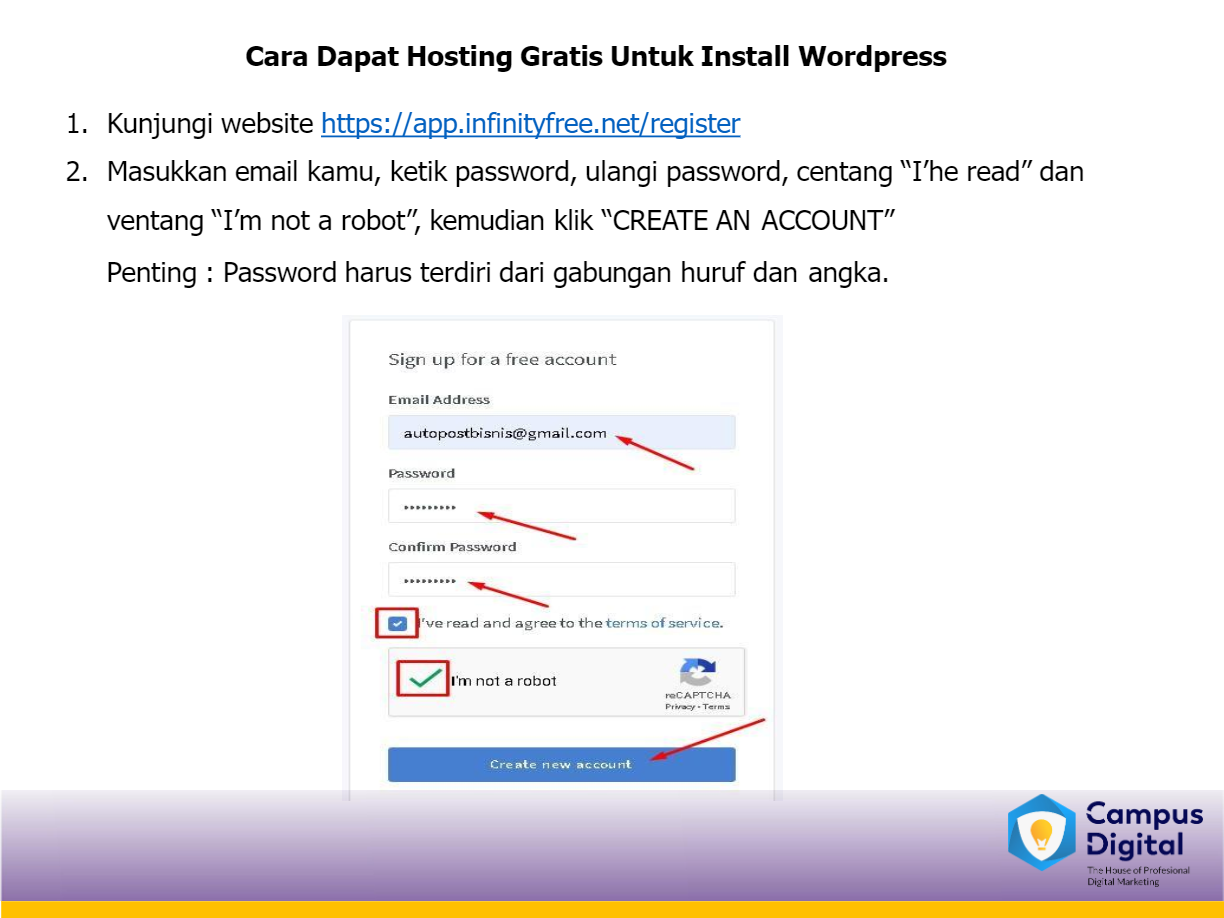 Cara Dapat Hosting Gratis Untuk Install Wordpress
1. Kunjungi website https://app.infinityfree.net/register
2. Masukkan email kamu, ketik password, ulangi password, centang “I’he read” dan
ventang “I’m not a robot”, kemudian klik “CREATE AN ACCOUNT”
Penting : Password harus terdiri dari gabungan huruf dan angka.
Sign up for a free account
Email Address
autopostbisnis@gmail.com
Password
•••••••••
Confirm Password
•••••••••
I've read and agree to the terms of service.
I'm not a robot
reCAPTCHA
Privacy - Terms
Create new account
Campus
Digital
The House of Profesional
Digital Marketing